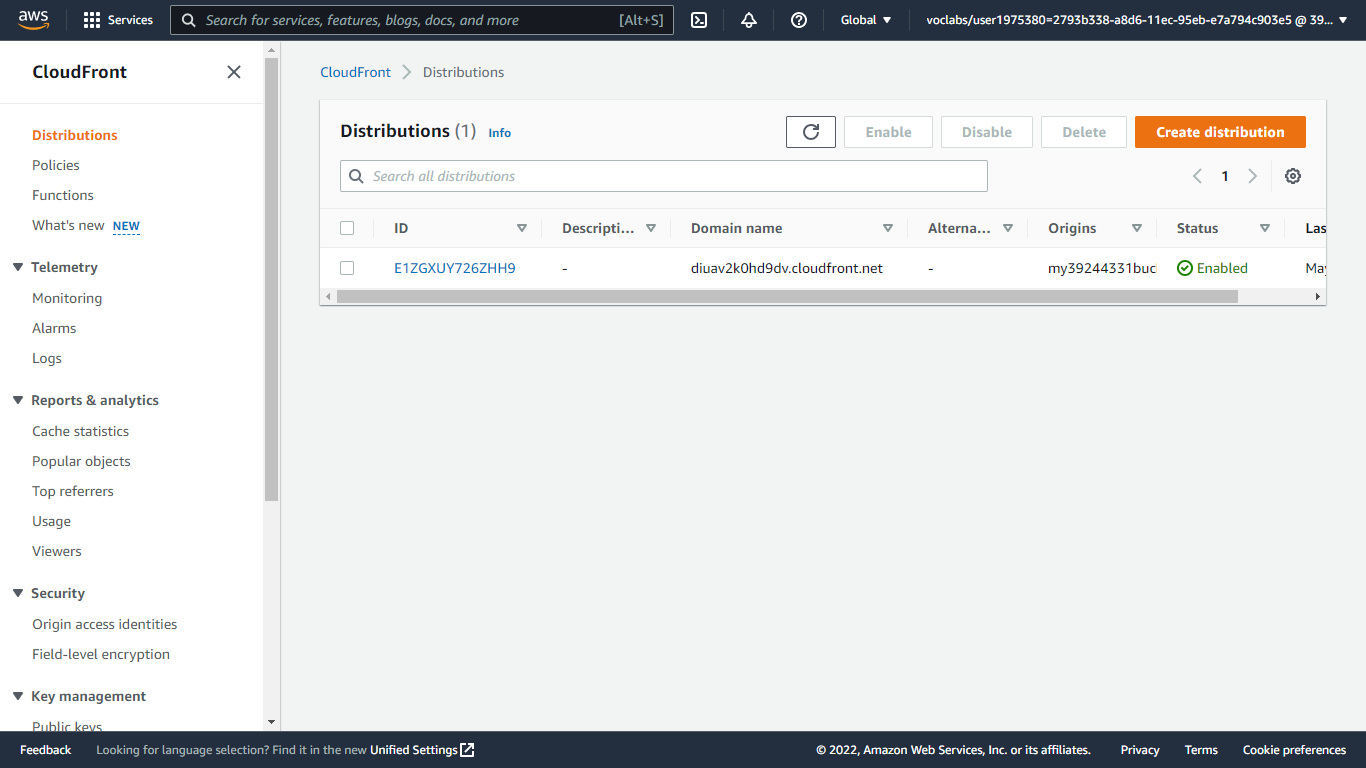 aws
Services
Search for services, features, blogs, docs, and more
[Alt+S]
Global
voclabs/user1975380=2793b338-a8d6-11ec-95eb-e7a794c903e5 @ 39...
CloudFront
Distributions
Policies
Functions
What's new NEW
Telemetry
Monitoring
Alarms
Logs
Reports & analytics
Cache statistics
Popular objects
Top referrers
Usage
Viewers
Security
Origin access identities
Field-level encryption
Key management
Public keys
CloudFront
Distributions
Distributions (1) Info
Enable
Disable
Delete
Create distribution
Search all distributions
1
ID
Descripti...
Domain name
Alterna...
Origins
Status
Las
E1ZGXUY726ZHH9
-
diuav2k0hd9dv.cloudfront.net
-
my39244331buc
Enabled
May
Feedback
Looking for language selection? Find it in the new Unified Settings
© 2022, Amazon Web Services, Inc. or its affiliates.
Privacy
Terms
Cookie preferences